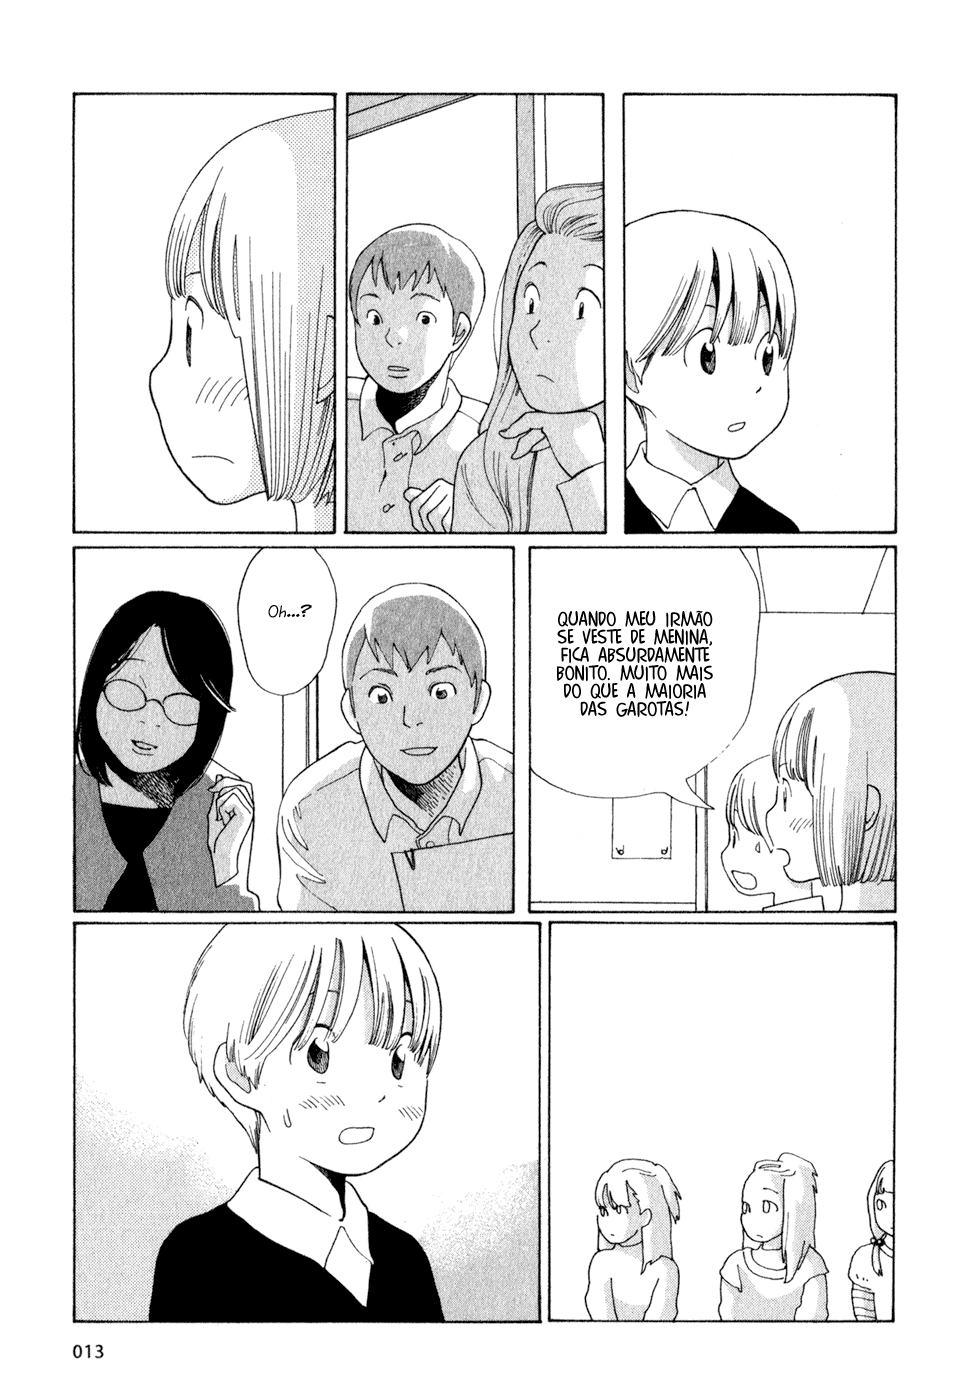 QUANDO MEU IRMÃO
SE VESTE DE MENINA,
FICA ABSURDAMENTE
BONITO. MUITO MAIS
DO QUE A MAIORIA
DAS GAROTAS!
Oh...?
013